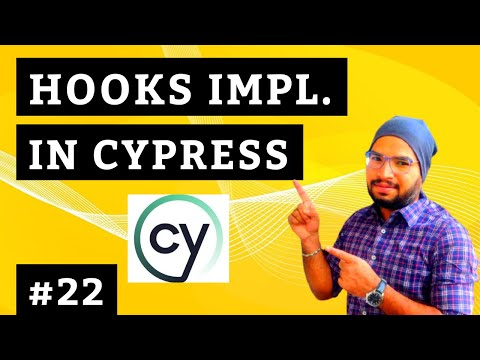 HOOKS IMPL.
IN CYPRESS
cy
#22